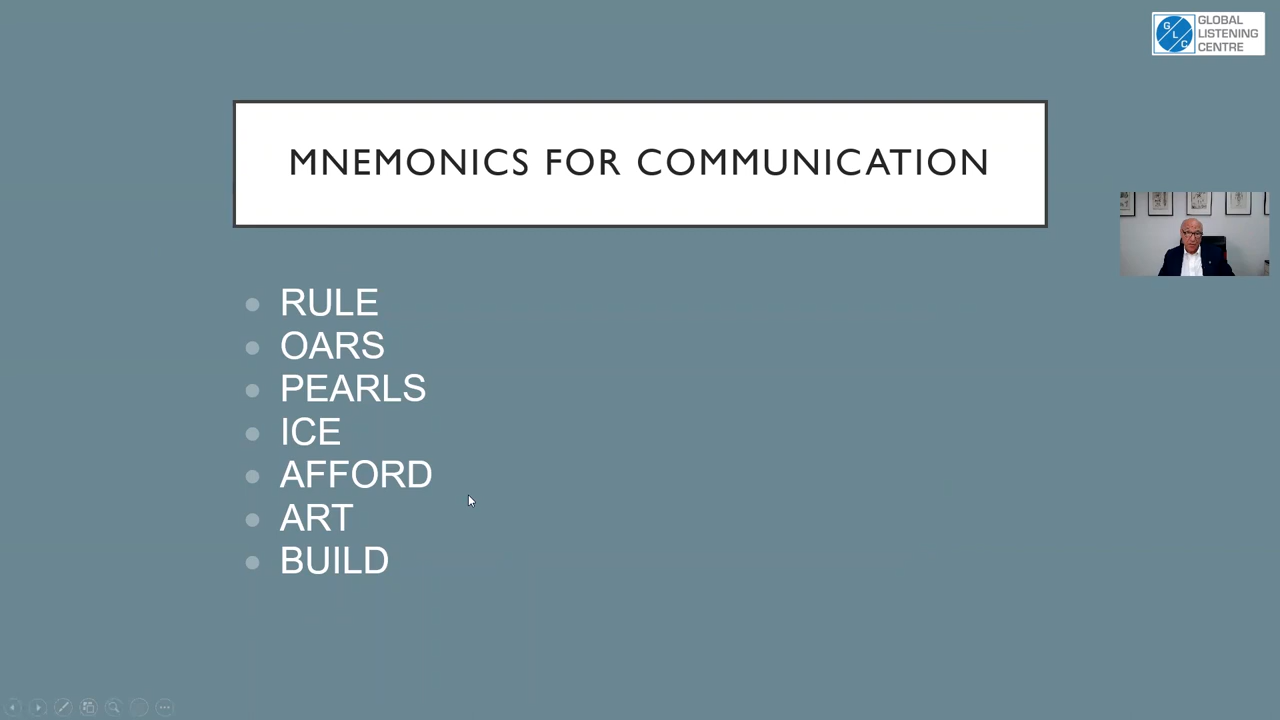 GLOBAL
LISTENING
CENTRE
G
L
C
MNEMONICS FOR COMMUNICATION
RULE
OARS
PEARLS
ICE
AFFORD
ART
BUILD